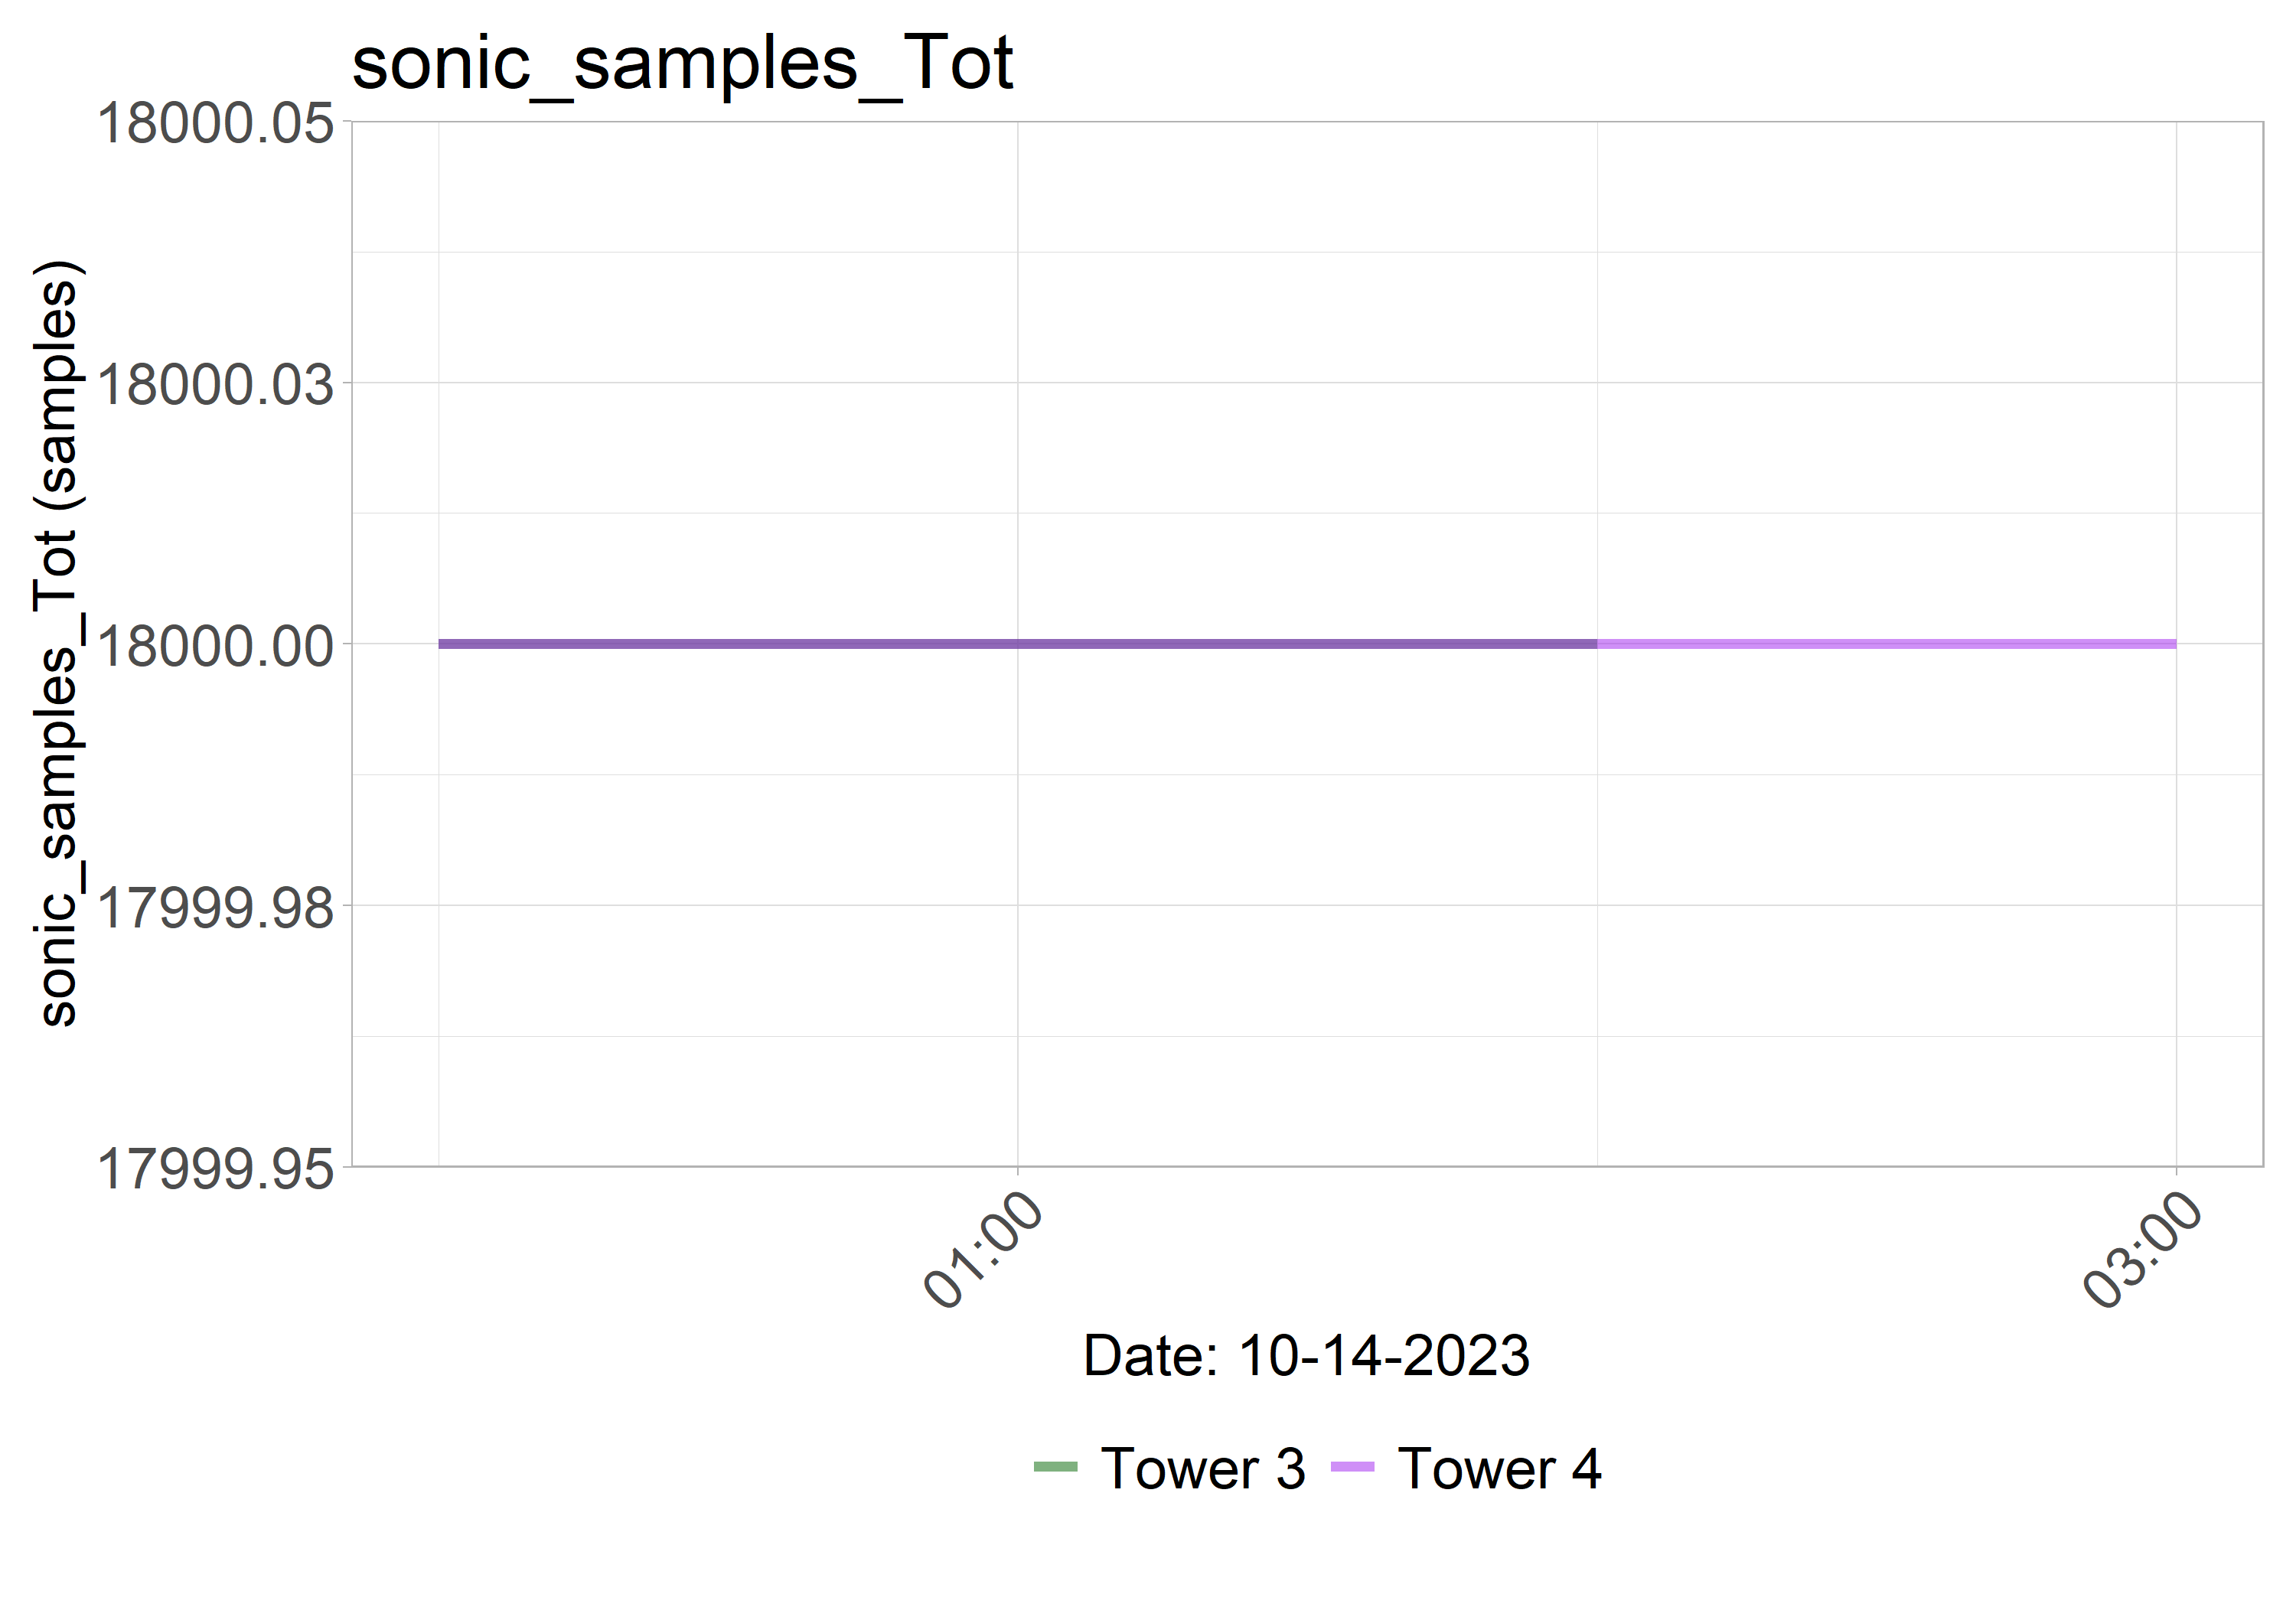 sonic_samples_Tot
18000.05
18000.03
18000.00
17999.98
17999.95
sonic_samples_Tot (samples)
01:00
03:00
Date: 10-14-2023
Tower 3
Tower 4